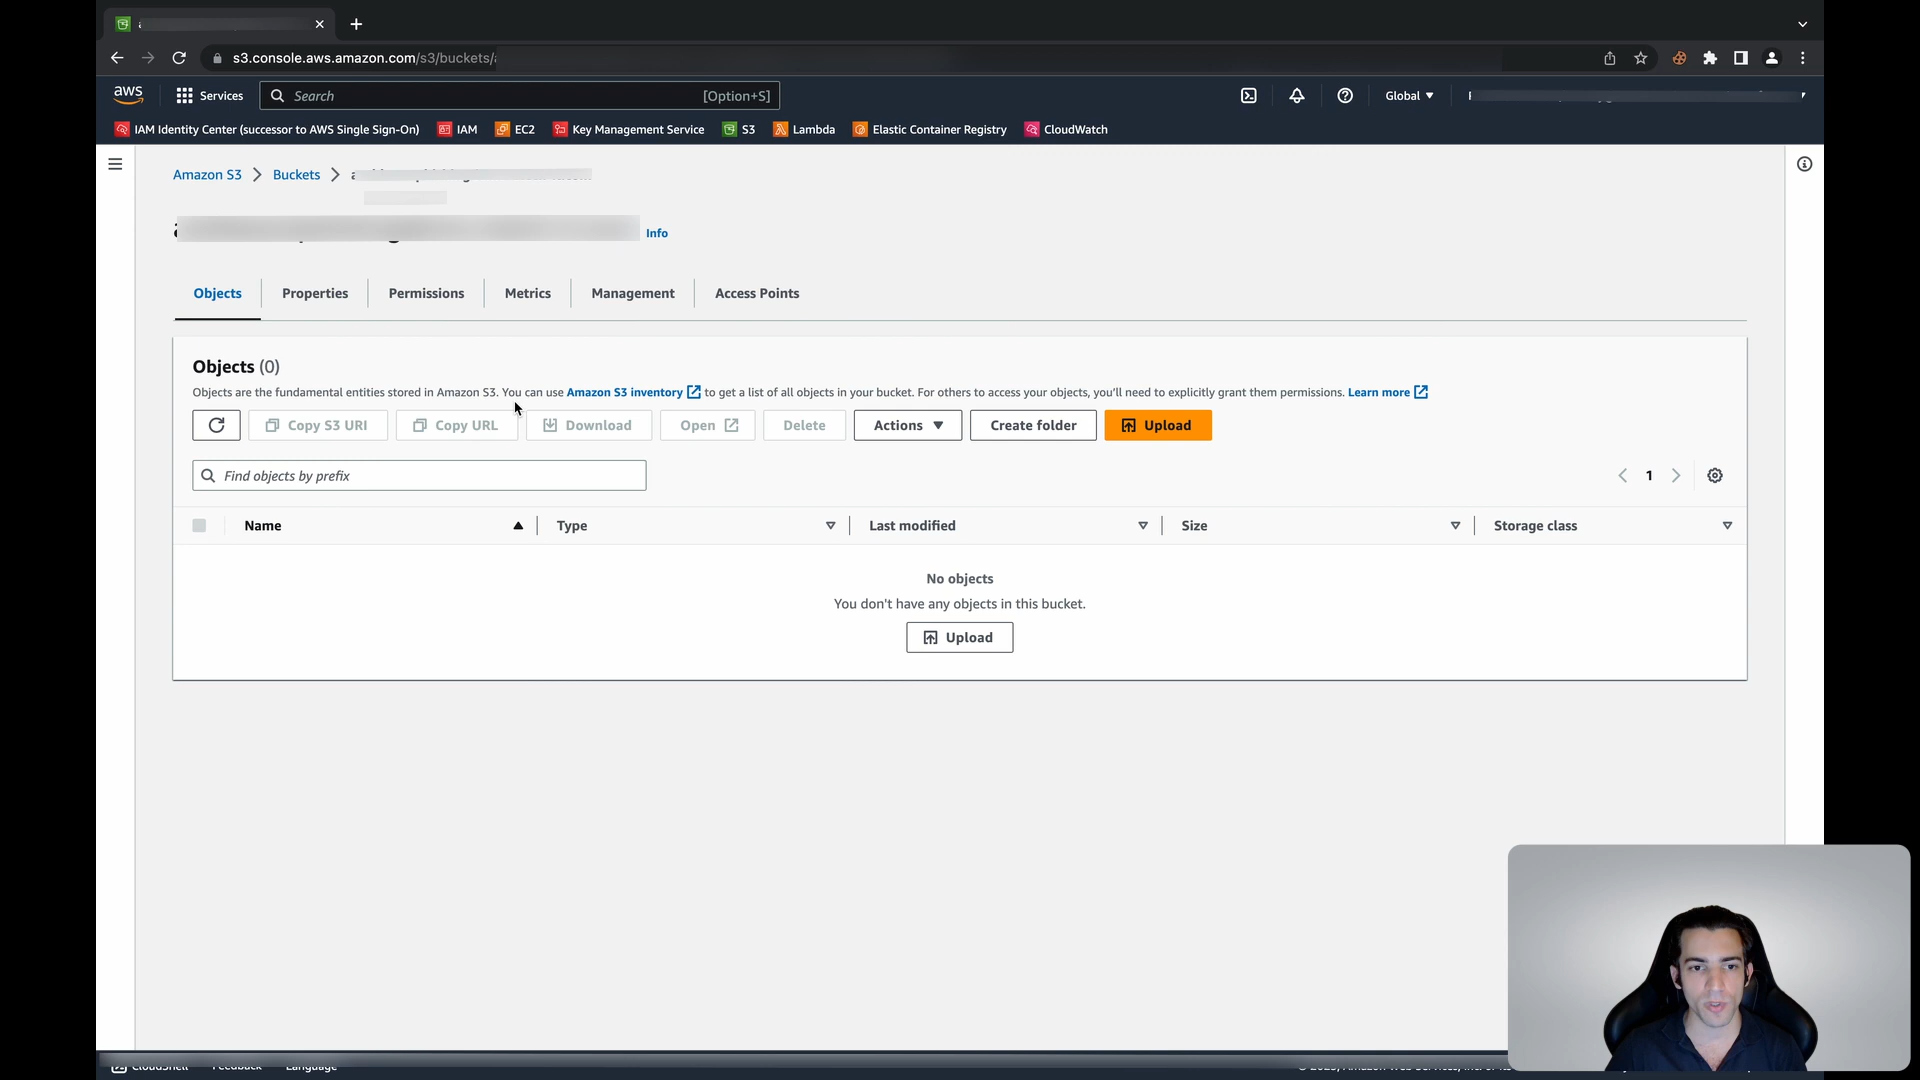 s3.console.aws.amazon.com/s3/buckets/
aws
Services
Search
[Option+S]
Global
IAM Identity Center (successor to AWS Single Sign-On)
IAM
EC2
Key Management Service
S3
Lambda
Elastic Container Registry
CloudWatch
Amazon S3
Buckets
Info
Objects
Properties
Permissions
Metrics
Management
Access Points
Objects (0)
Objects are the fundamental entities stored in Amazon S3. You can use Amazon S3 inventory to get a list of all objects in your bucket. For others to access your objects, you'll need to explicitly grant them permissions. Learn more
Copy S3 URI
Copy URL
Download
Open
Delete
Actions
Create folder
Upload
Find objects by prefix
1
Name
Type
Last modified
Size
Storage class
No objects
You don't have any objects in this bucket.
Upload
CloudShell
Feedback
Language